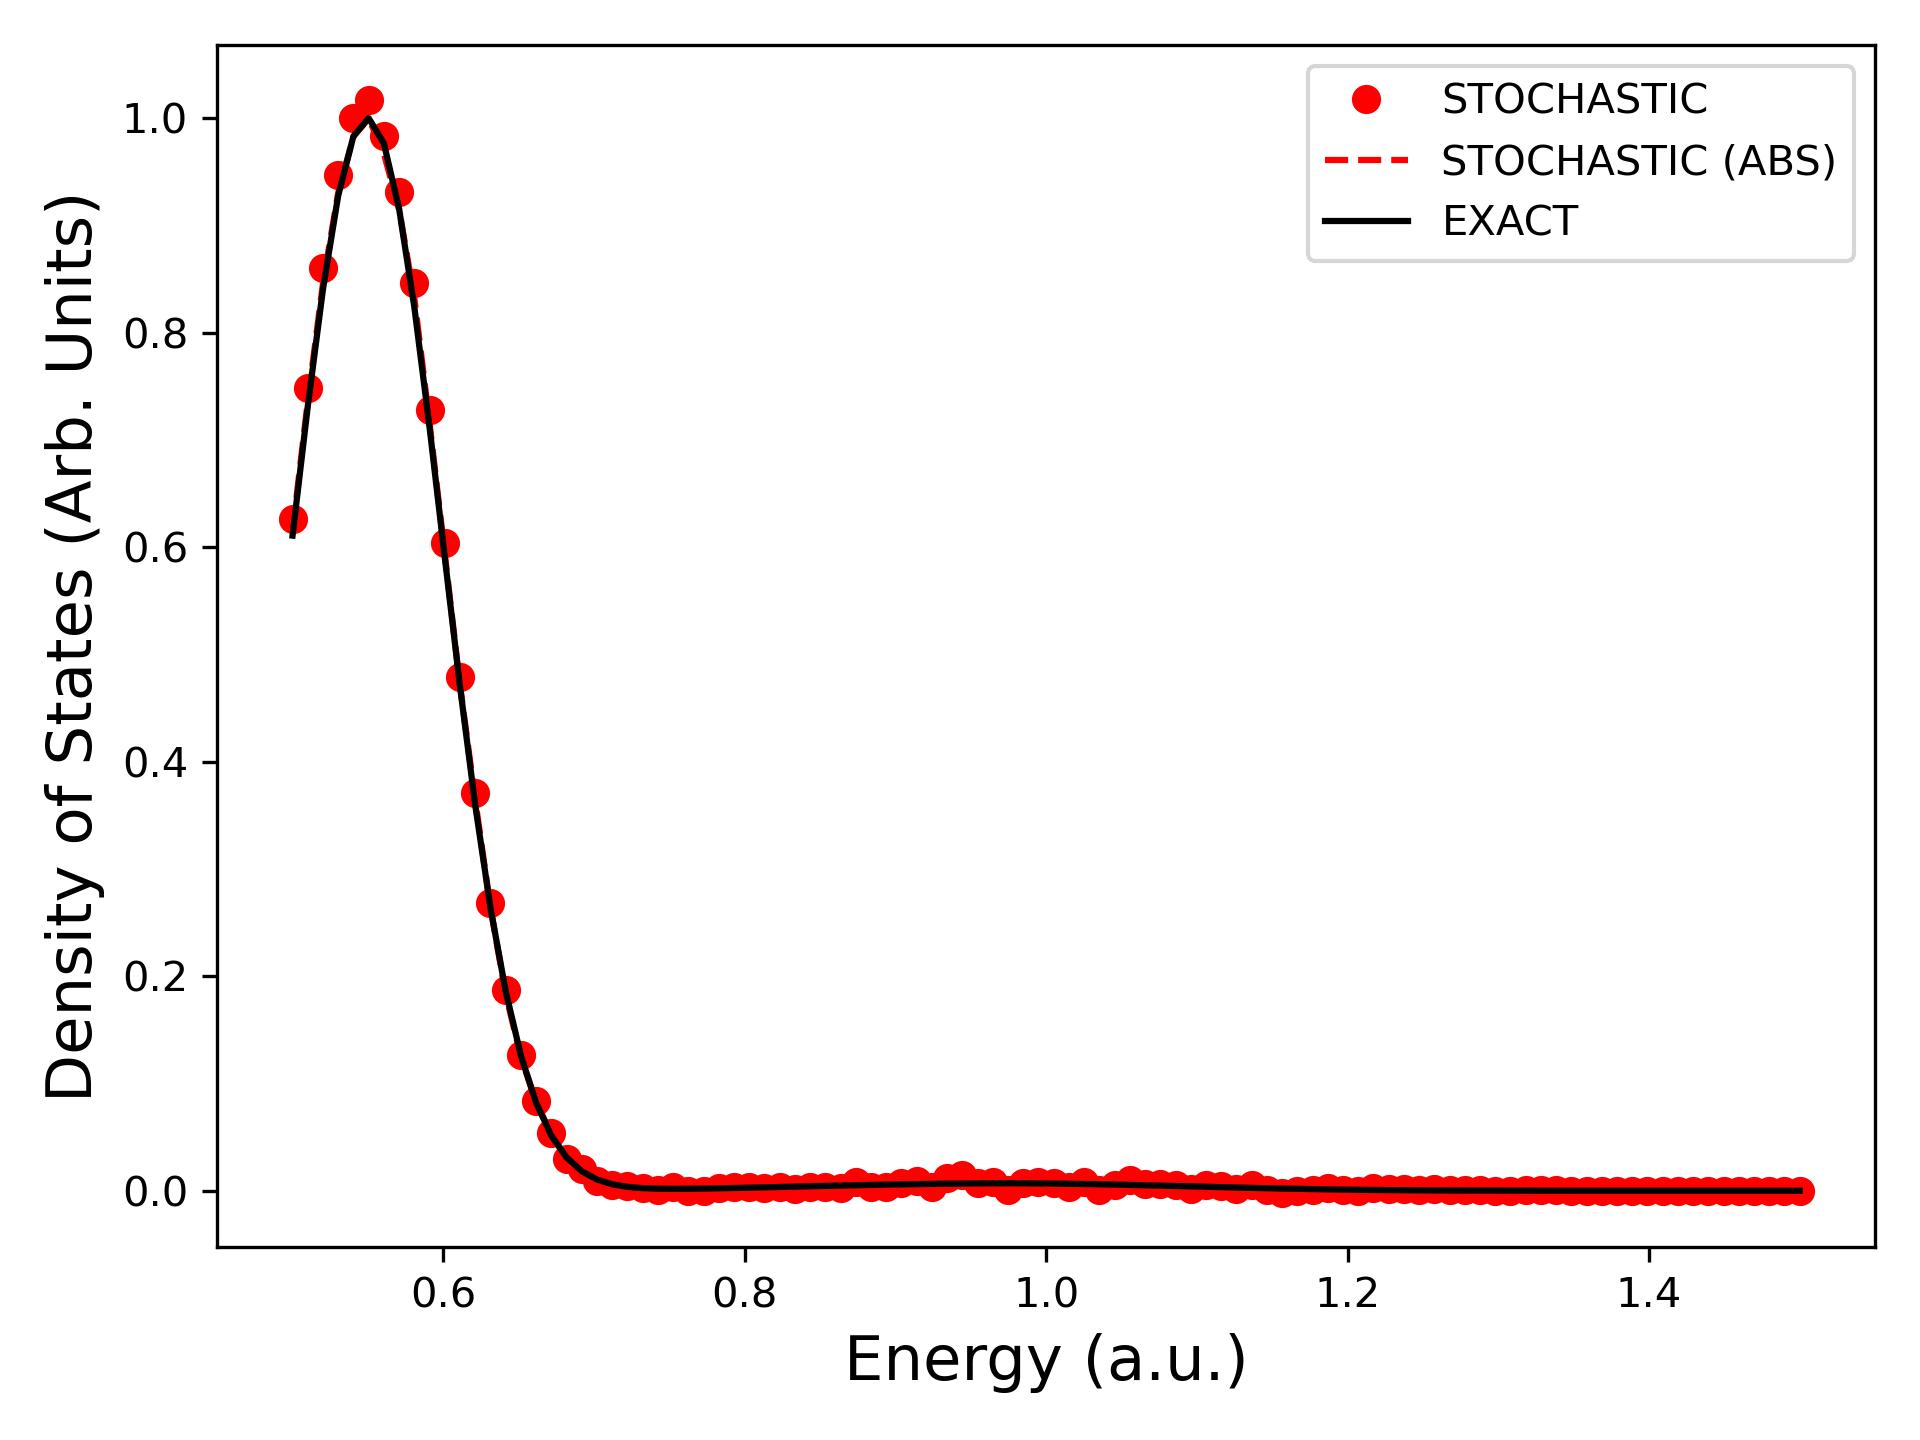 STOCHASTIC
STOCHASTIC (ABS)
EXACT
Density of States (Arb. Units)
1.0
0.8
0.6
0.4
0.2
0.0
0.6 0.8 1.0 1.2 1.4
Energy (a.u.)